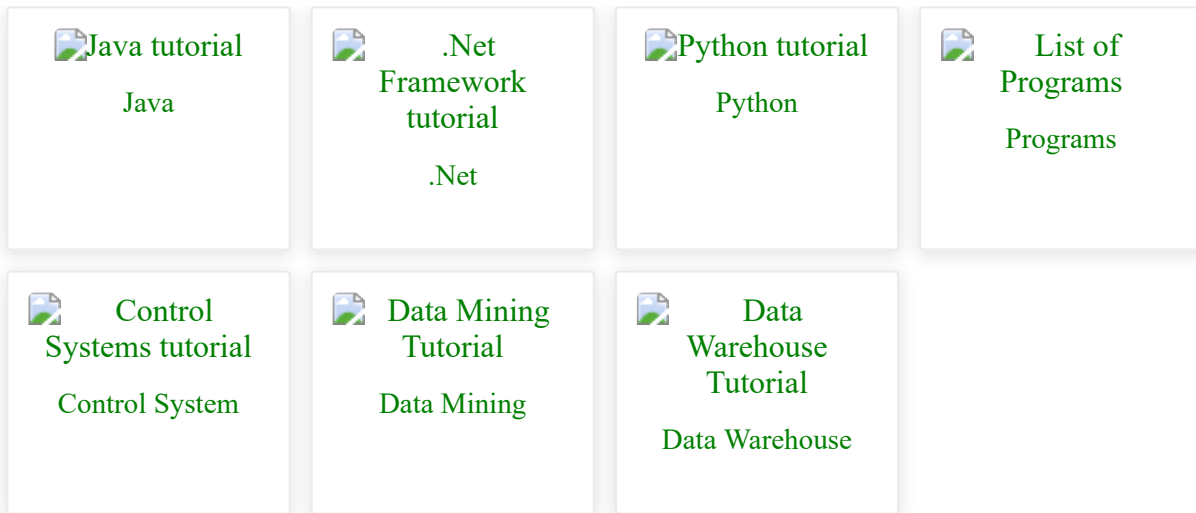 Java tutorial
Java
.Net
Framework
tutorial
.Net
Python tutorial
Python
List of
Programs
Programs
Control
Systems tutorial
Control System
Data Mining
Tutorial
Data Mining
Data
Warehouse
Tutorial
Data Warehouse